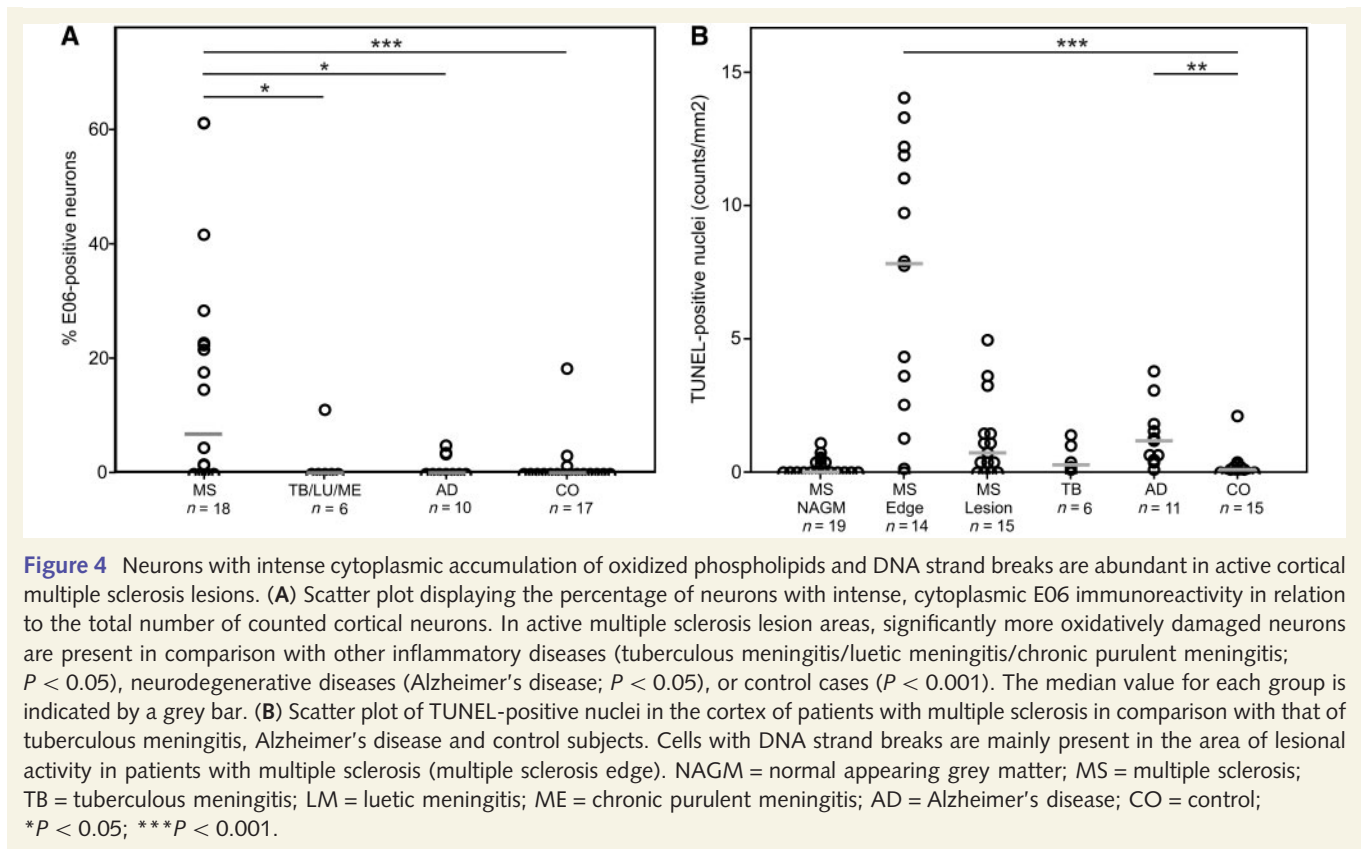 A
B
***
*
*
% E06-positive neurons
60
40
20
0
MS
n = 18
TB/LU/ME
n = 6
AD
n = 10
CO
n = 17
***
**
TUNEL-positive nuclei (counts/mm2)
15
10
5
0
MS
NAGM
n = 19
MS
Edge
n = 14
MS
Lesion
n = 15
TB
n = 6
AD
n = 11
CO
n = 15
Figure 4 Neurons with intense cytoplasmic accumulation of oxidized phospholipids and DNA strand breaks are abundant in active cortical
multiple sclerosis lesions. (A) Scatter plot displaying the percentage of neurons with intense, cytoplasmic E06 immunoreactivity in relation
to the total number of counted cortical neurons. In active multiple sclerosis lesion areas, significantly more oxidatively damaged neurons
are present in comparison with other inflammatory diseases (tuberculous meningitis/luetic meningitis/chronic purulent meningitis;
P < 0.05), neurodegenerative diseases (Alzheimer's disease; P < 0.05), or control cases (P < 0.001). The median value for each group is
indicated by a grey bar. (B) Scatter plot of TUNEL-positive nuclei in the cortex of patients with multiple sclerosis in comparison with that of
tuberculous meningitis, Alzheimer's disease and control subjects. Cells with DNA strand breaks are mainly present in the area of lesional
activity in patients with multiple sclerosis (multiple sclerosis edge). NAGM = normal appearing grey matter; MS = multiple sclerosis;
TB = tuberculous meningitis; LM = luetic meningitis; ME = chronic purulent meningitis; AD = Alzheimer's disease; CO = control;
*P < 0.05; ***P < 0.001.